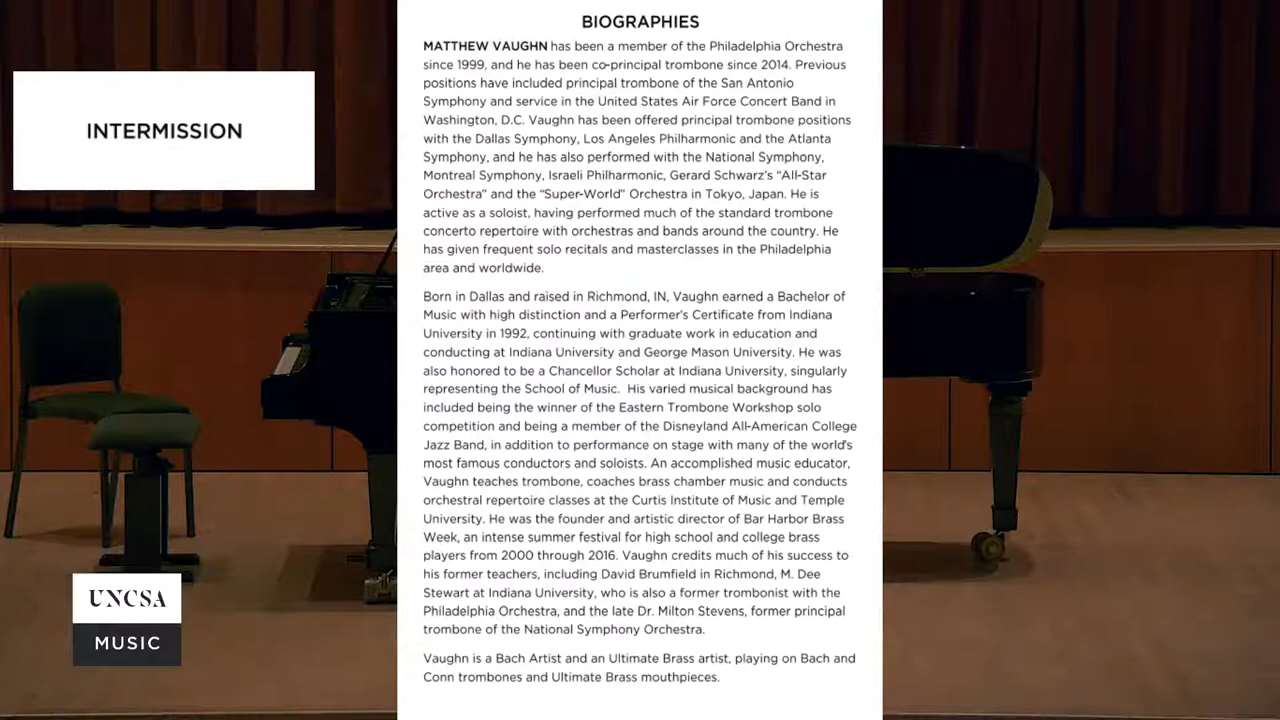 BIOGRAPHIES
MATTHEW VAUGHN has been a member of the Philadelphia Orchestra
since 1999, and he has been co-principal trombone since 2014. Previous
positions have included principal trombone of the San Antonio
Symphony and service in the United States Air Force Concert Band in
Washington, D.C. Vaughn has been offered principal trombone positions
with the Dallas Symphony, Los Angeles Philharmonic and the Atlanta
Symphony, and he has also performed with the National Symphony,
Montreal Symphony, Israeli Philharmonic, Gerard Schwarz's “All-Star
Orchestra” and the “Super-World” Orchestra in Tokyo, Japan. He is
active as a soloist, having performed much of the standard trombone
concerto repertoire with orchestras and bands around the country. He
has given frequent solo recitals and masterclasses in the Philadelphia
area and worldwide.
Born in Dallas and raised in Richmond, IN, Vaughn earned a Bachelor of
Music with high distinction and a Performer's Certificate from Indiana
University in 1992, continuing with graduate work in education and
conducting at Indiana University and George Mason University. He was
also honored to be a Chancellor Scholar at Indiana University, singularly
representing the School of Music. His varied musical background has
included being the winner of the Eastern Trombone Workshop solo
competition and being a member of the Disneyland All-American College
Jazz Band, in addition to performance on stage with many of the world's
most famous conductors and soloists. An accomplished music educator,
Vaughn teaches trombone, coaches brass chamber music and conducts
orchestral repertoire classes at the Curtis Institute of Music and Temple
University. He was the founder and artistic director of Bar Harbor Brass
Week, an intense summer festival for high school and college brass
players from 2000 through 2016. Vaughn credits much of his success to
his former teachers, including David Brumfield in Richmond, M. Dee
Stewart at Indiana University, who is also a former trombonist with the
Philadelphia Orchestra, and the late Dr. Milton Stevens, former principal
trombone of the National Symphony Orchestra.
Vaughn is a Bach Artist and an Ultimate Brass artist, playing on Bach and
Conn trombones and Ultimate Brass mouthpieces.
INTERMISSION
UNCSA
MUSIC